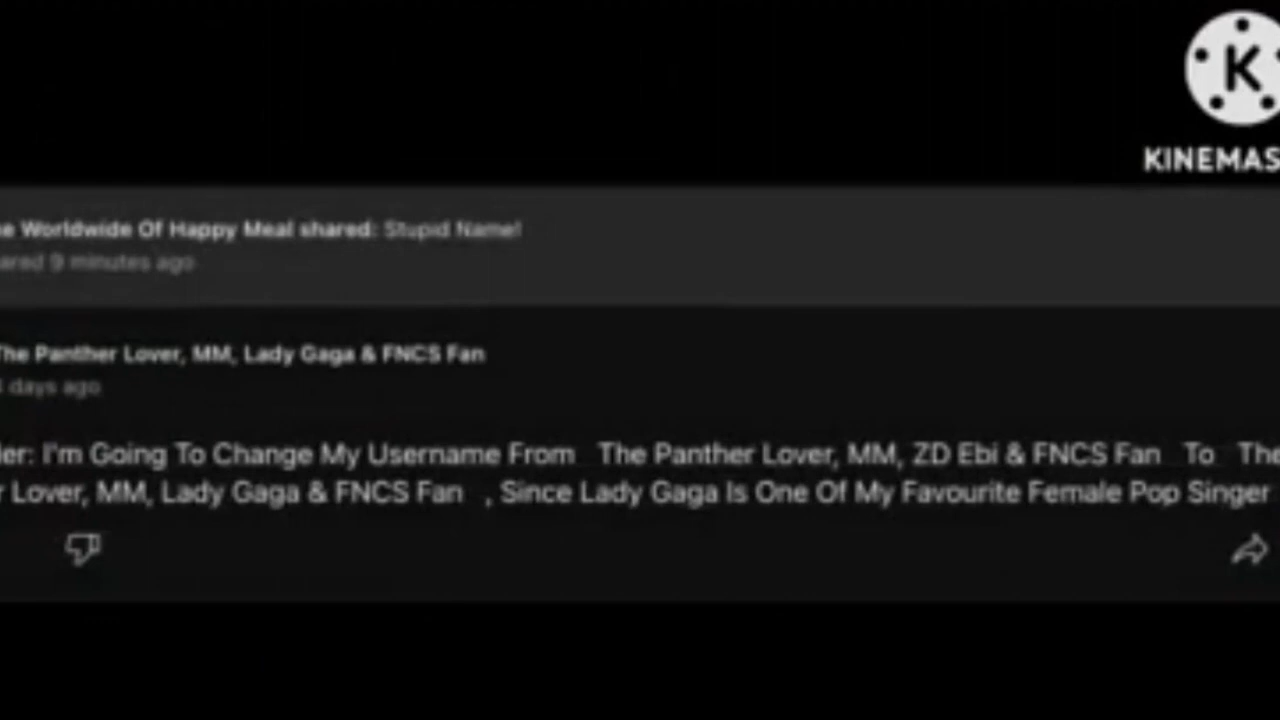 K
KINEMAS
e Worldwide Of Happy Meal shared: Stupid Name!
ared 9 minutes ago
The Panther Lover, MM, Lady Gaga & FNCS Fan
days ago
er: I'm Going To Change My Username From The Panther Lover, MM, ZD Ebi & FNCS Fan To The
r Lover, MM, Lady Gaga & FNCS Fan , Since Lady Gaga Is One Of My Favourite Female Pop Singer